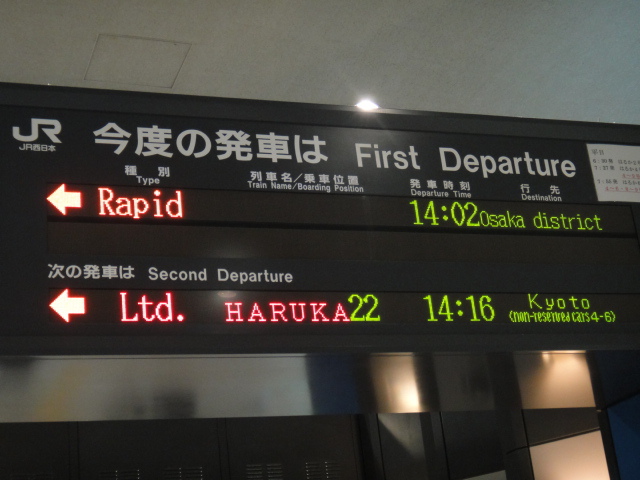 JR 今度の発車は First Departure
JR西日本
種別 列車名／乗車位置 発車時刻 行先
Type Train Name/Boarding Position Departure Time Destination
← Rapid 14:02 Osaka district
次の発車は Second Departure
← Ltd. HARUKA 22 14:16 Kyoto
(non-reserved cars 4-6)